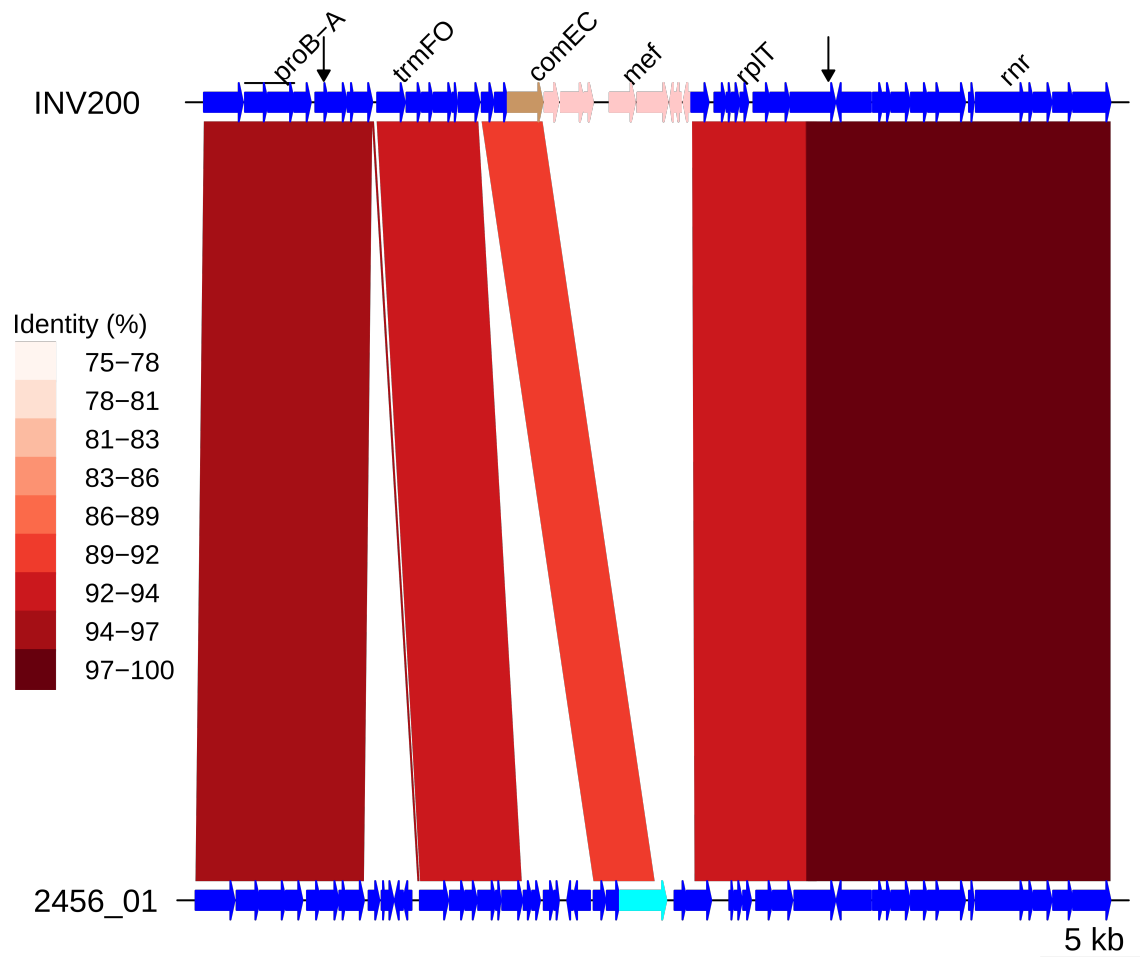 proB−A
trmFO
comEC
mef
rplT
rnr
INV200
Identity (%)
75−78
78−81
81−83
83−86
86−89
89−92
92−94
94−97
97−100
2456_01
5 kb